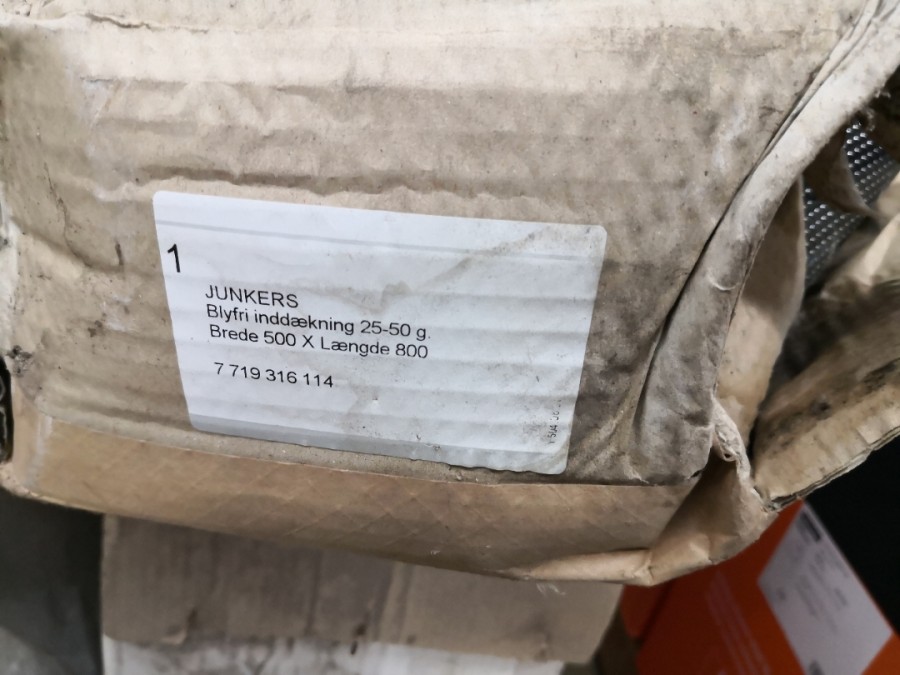 1
JUNKERS
Blyfri inddækning 25-50 g.
Brede 500 X Længde 800
7 719 316 114